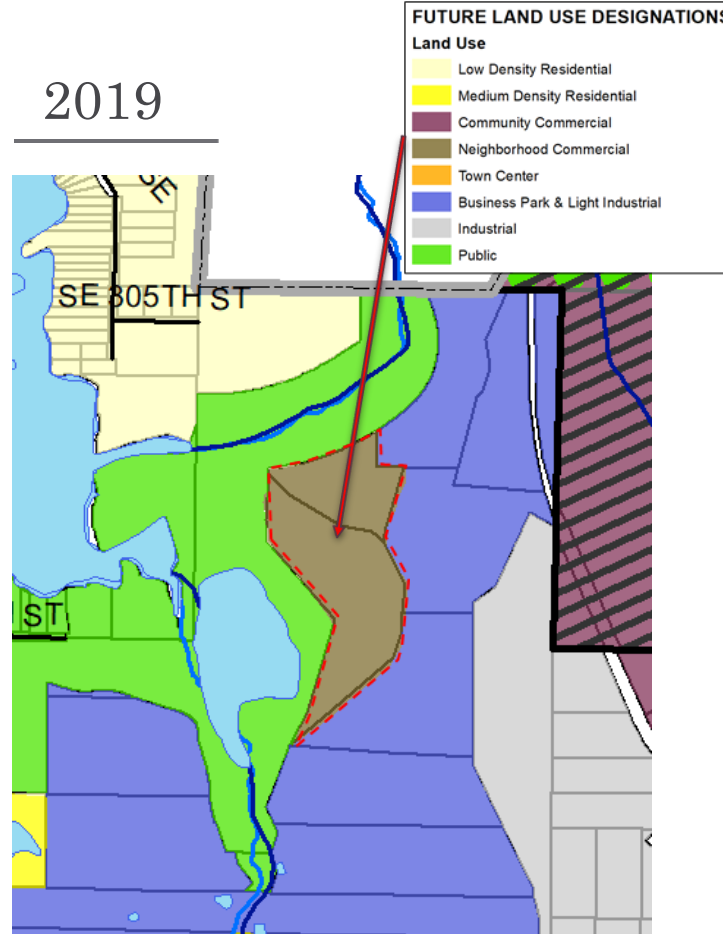 FUTURE LAND USE DESIGNATIONS
Land Use
Low Density Residential
Medium Density Residential
Community Commercial
Neighborhood Commercial
Town Center
Business Park & Light Industrial
Industrial
Public
2019
SE
SE 305TH ST
ST